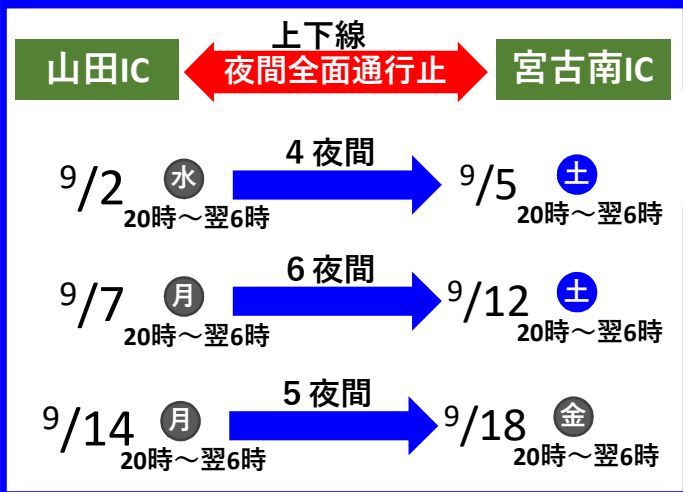 上下線
山田IC 夜間全面通行止 宮古南IC
4夜間
9/2 水 9/5 土
20時～翌6時 20時～翌6時
6夜間
9/7 月 9/12 土
20時～翌6時 20時～翌6時
5夜間
9/14 月 9/18 金
20時～翌6時 20時～翌6時